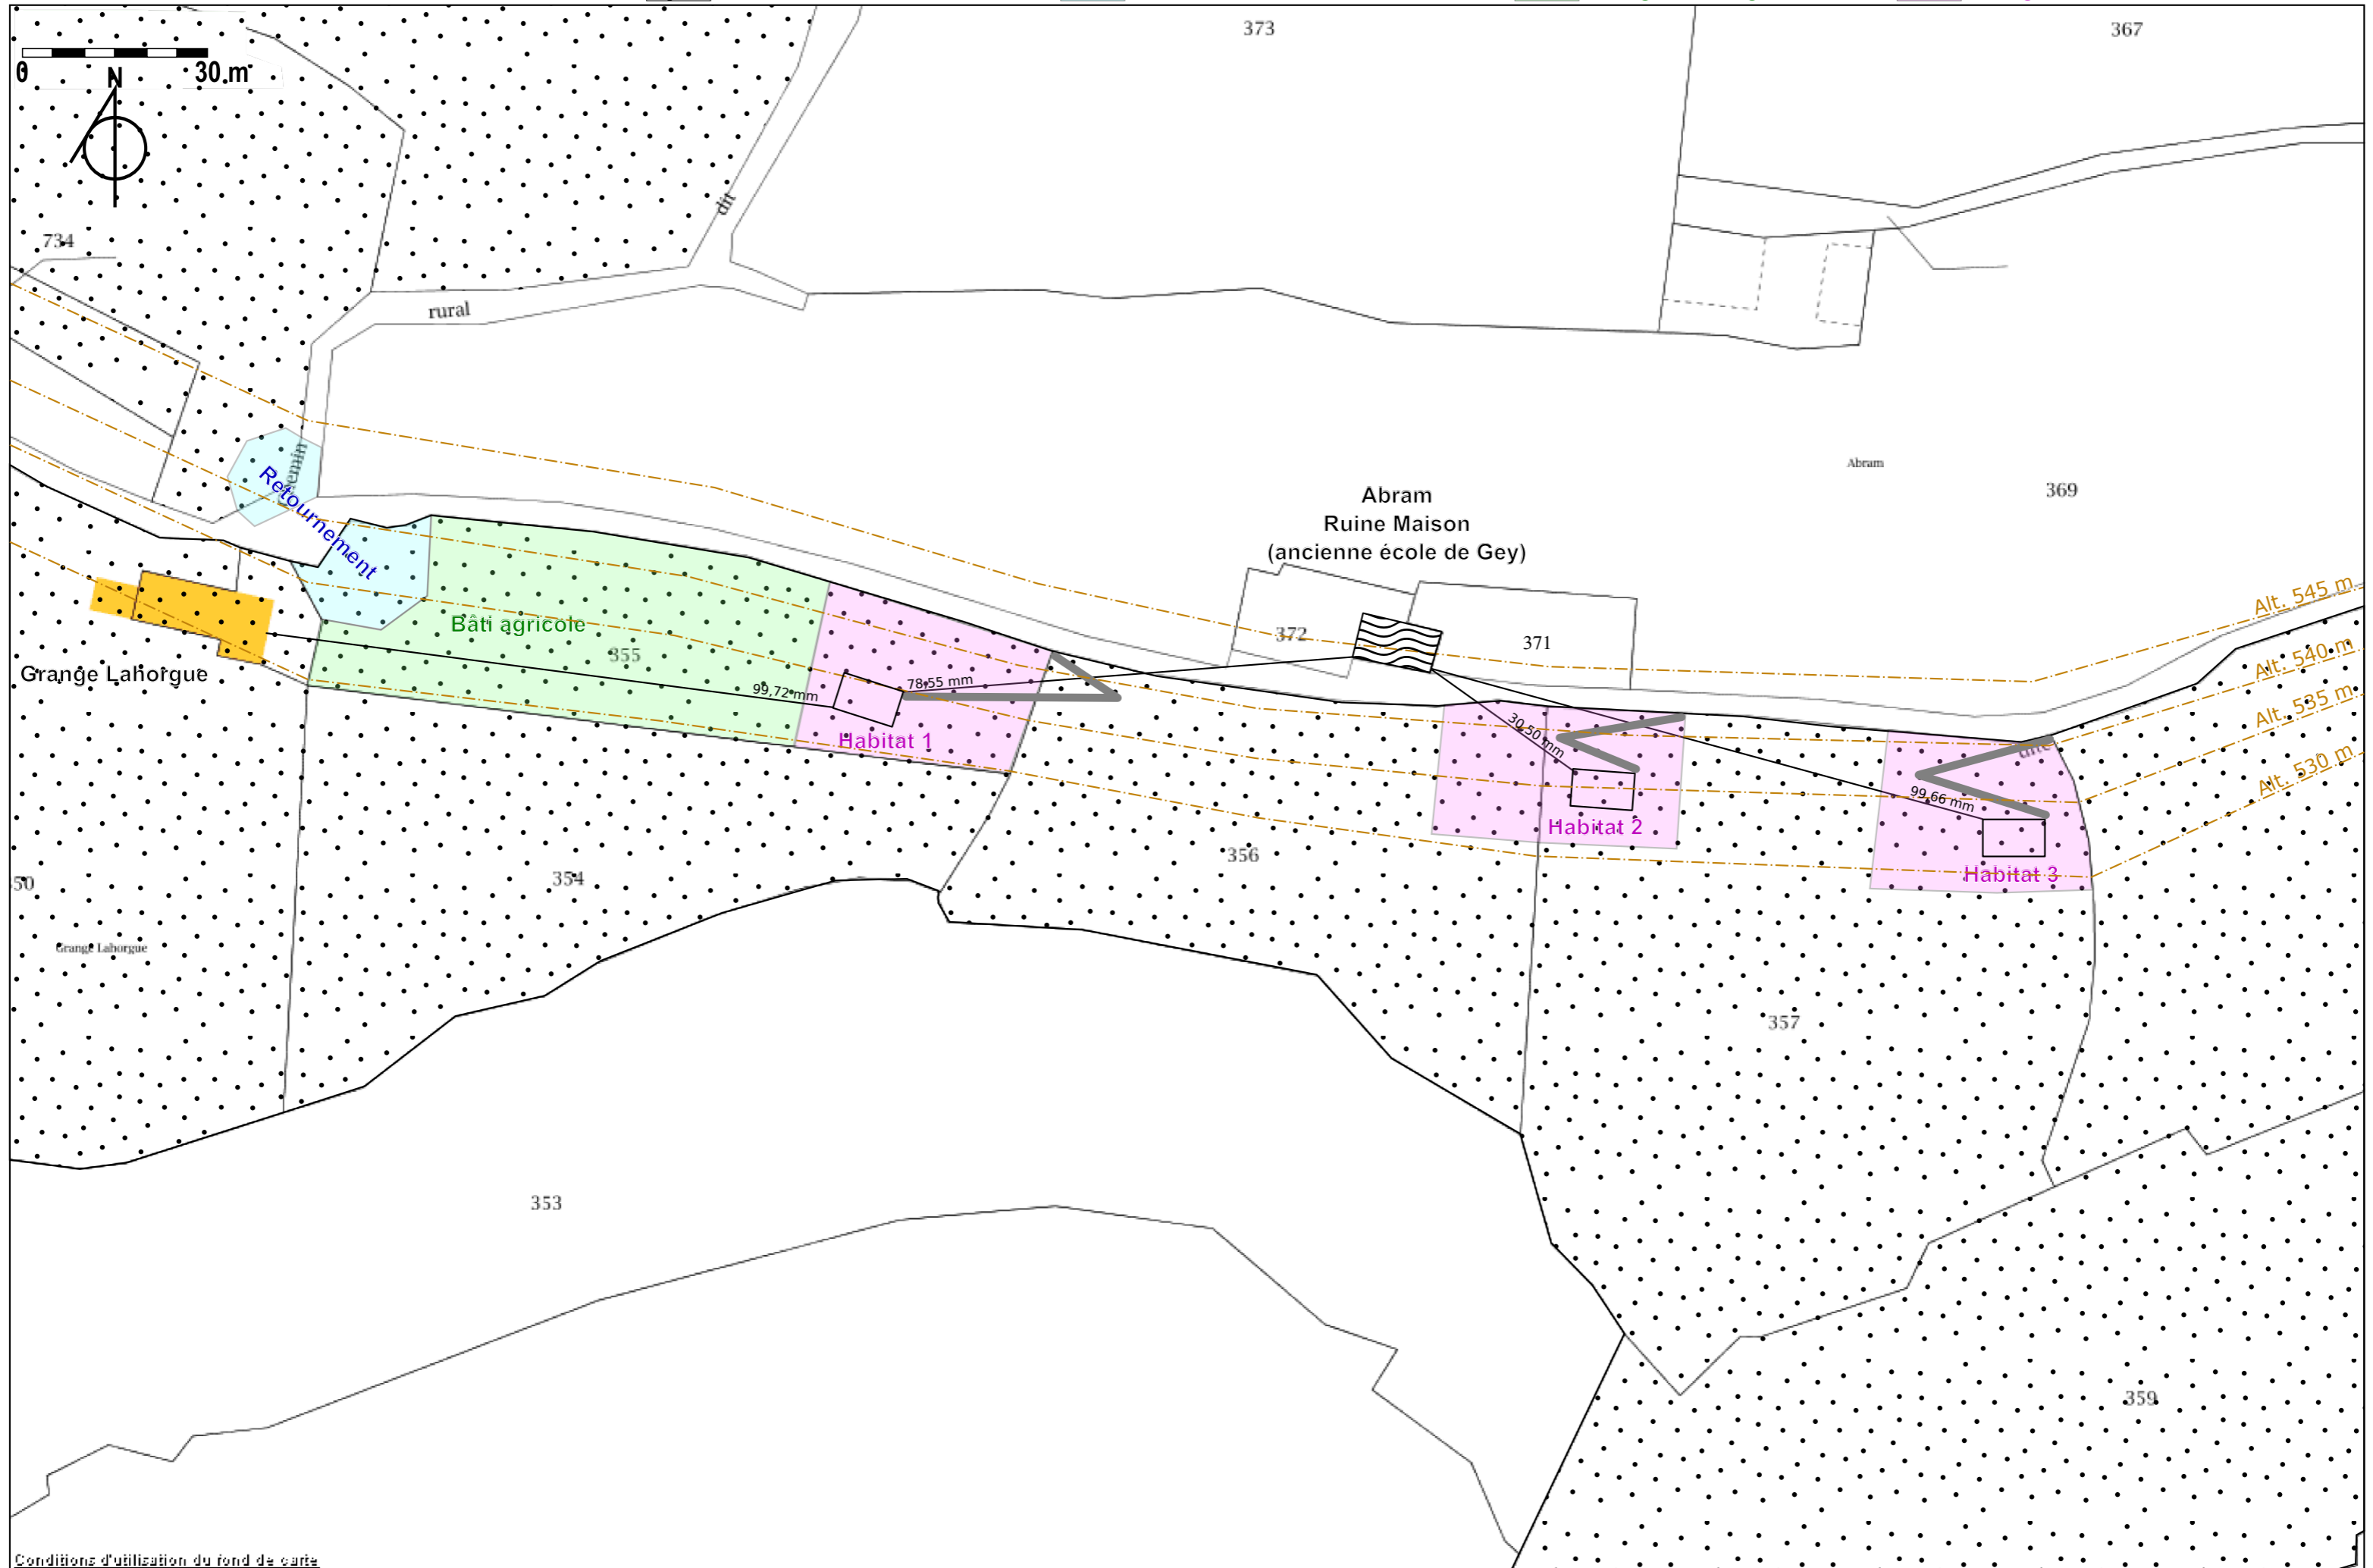 373
367
0
30 m
N
dit
734
rural
Abram
369
Retournement
Abram
Ruine Maison
(ancienne école de Gey)
372
371
Alt. 545 m
Alt. 540 m
Alt. 535 m
Alt. 530 m
Bâti agricole
355
Grange Lahorgue
99,72 mm
78,55 mm
Habitat 1
30,50 mm
Habitat 2
99,66 mm
Habitat 3
356
354
50
Grange Laborgue
357
353
359
Conditions d'utilisation du fond de carte